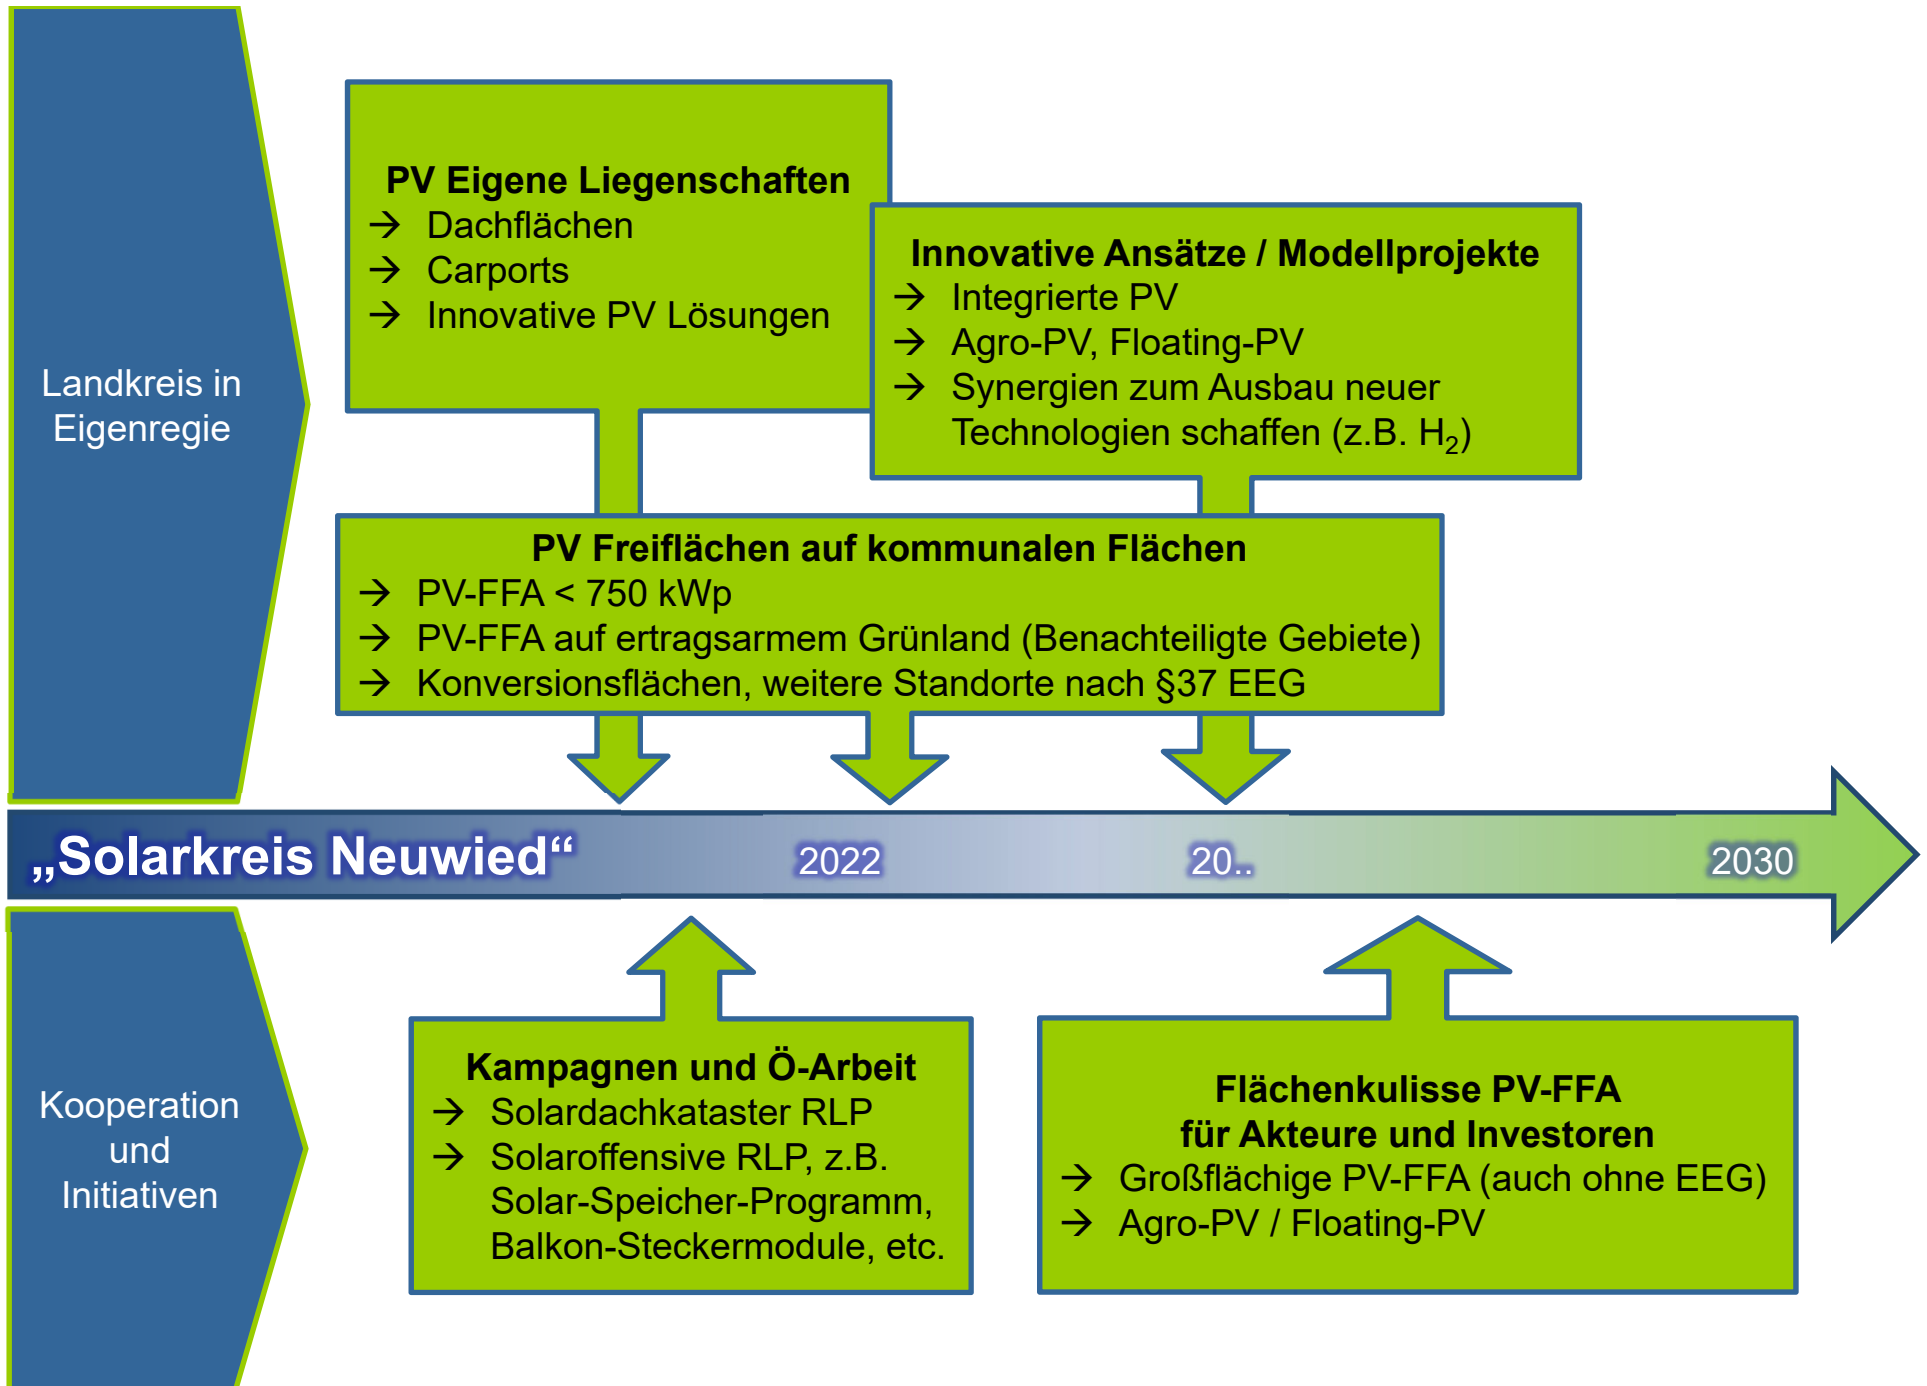 Landkreis in
Eigenregie
PV Eigene Liegenschaften
→ Dachflächen
→ Carports
→ Innovative PV Lösungen
Innovative Ansätze / Modellprojekte
→ Integrierte PV
→ Agro-PV, Floating-PV
→ Synergien zum Ausbau neuer
Technologien schaffen (z.B. H₂)
PV Freiflächen auf kommunalen Flächen
→ PV-FFA < 750 kWp
→ PV-FFA auf ertragsarmem Grünland (Benachteiligte Gebiete)
→ Konversionsflächen, weitere Standorte nach §37 EEG
„Solarkreis Neuwied“ 2022 20.. 2030
Kooperation
und
Initiativen
Kampagnen und Ö-Arbeit
→ Solardachkataster RLP
→ Solaroffensive RLP, z.B.
Solar-Speicher-Programm,
Balkon-Steckermodule, etc.
Flächenkulisse PV-FFA
für Akteure und Investoren
→ Großflächige PV-FFA (auch ohne EEG)
→ Agro-PV / Floating-PV